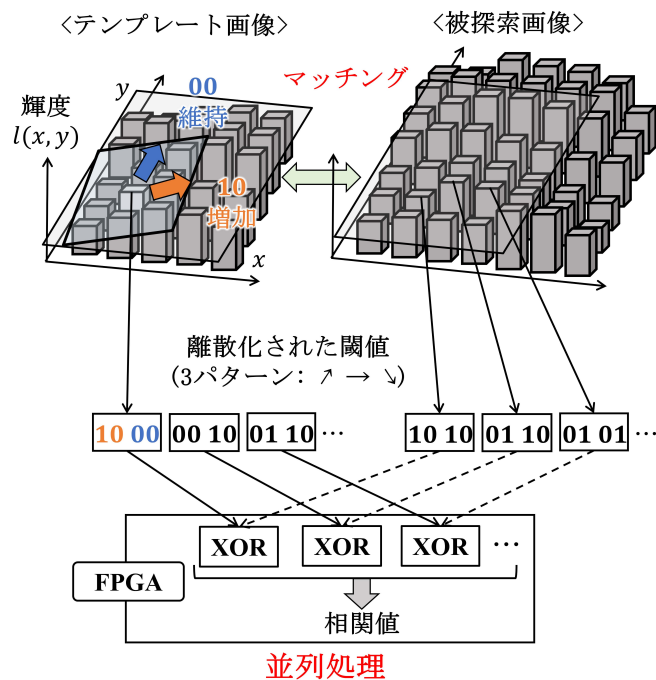 <テンプレート画像>
<被探索画像>
マッチング
輝度
l(x, y)
y
00
維持
10
増加
x
離散化された閾値
(3パターン: ↗ → ↘)
10 00
00 10
01 10
…
10 10
01 10
01 01
…
XOR
XOR
XOR
…
FPGA
相関値
並列処理